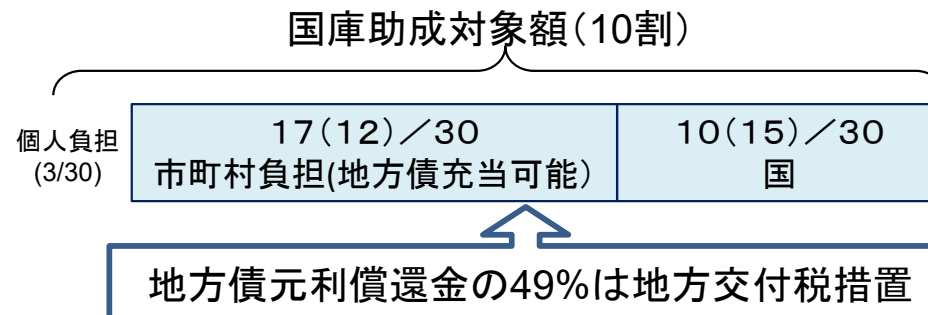 国庫助成対象額（10割）
個人負担
(3/30)
17(12)／30
市町村負担(地方債充当可能）
10(15)／30
国
地方債元利償還金の49%は地方交付税措置